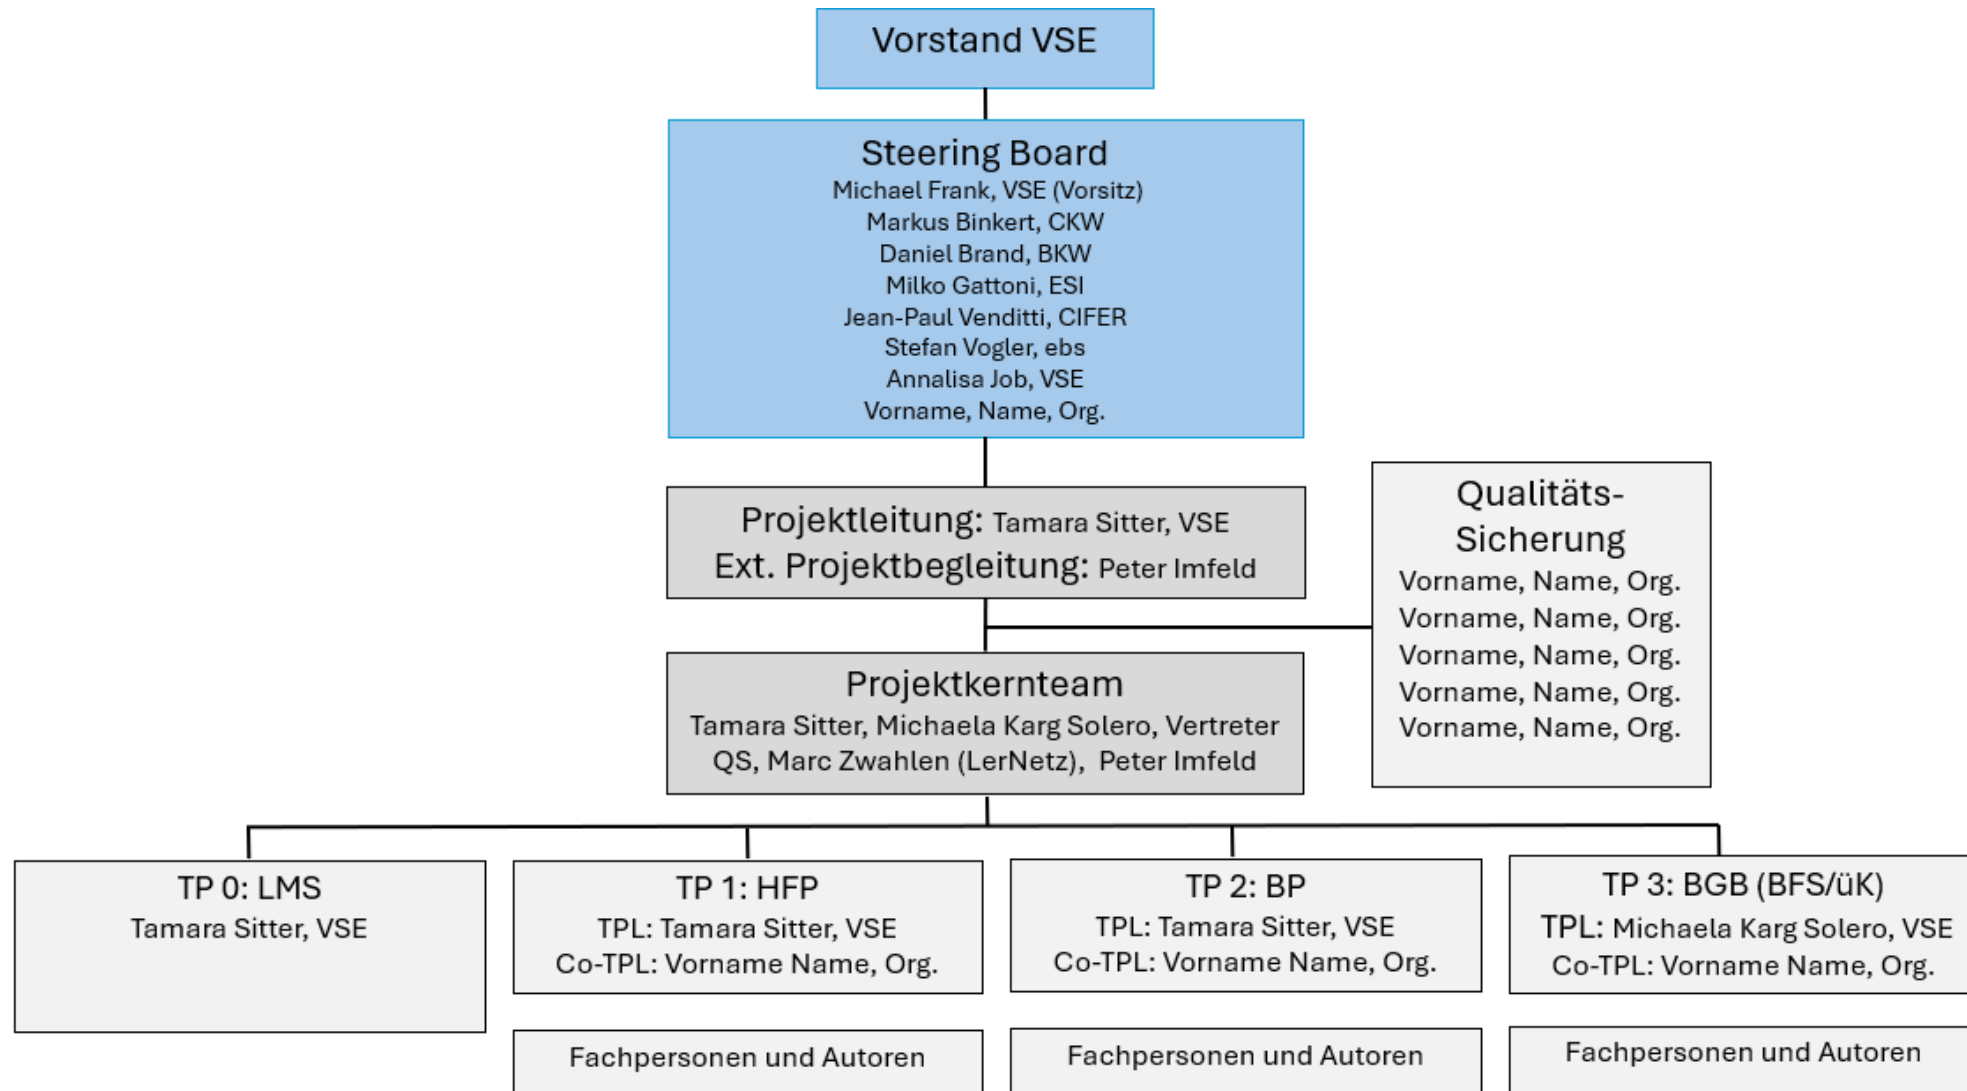 Vorstand VSE
Steering Board
Michael Frank, VSE (Vorsitz)
Markus Binkert, CKW
Daniel Brand, BKW
Milko Gattoni, ESI
Jean-Paul Venditti, CIFER
Stefan Vogler, ebs
Annalisa Job, VSE
Vorname, Name, Org.
Projektleitung: Tamara Sitter, VSE
Ext. Projektbegleitung: Peter Imfeld
Qualitäts-
Sicherung
Vorname, Name, Org.
Vorname, Name, Org.
Vorname, Name, Org.
Vorname, Name, Org.
Vorname, Name, Org.
Projektkernteam
Tamara Sitter, Michaela Karg Solero, Vertreter
QS, Marc Zwahlen (LerNetz), Peter Imfeld
TP 0: LMS
Tamara Sitter, VSE
TP 1: HFP
TPL: Tamara Sitter, VSE
Co-TPL: Vorname Name, Org.
Fachpersonen und Autoren
TP 2: BP
TPL: Tamara Sitter, VSE
Co-TPL: Vorname Name, Org.
Fachpersonen und Autoren
TP 3: BGB (BFS/üK)
TPL: Michaela Karg Solero, VSE
Co-TPL: Vorname Name, Org.
Fachpersonen und Autoren